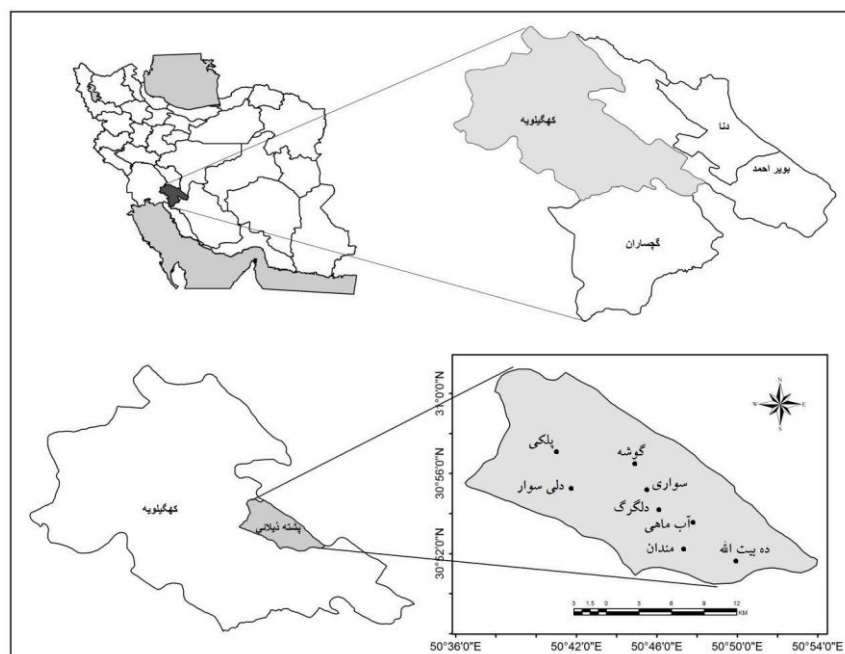 کهگیلویه
دنا
بویر احمد
گچساران
کهگیلویه
پشته ذیلائی
N
W
E
S
31°0'0"N
30°56'0"N
30°52'0"N
پلکی
گوشه
دلی سوار
سواری
دلگرگ
آب ماهی
مندان
ده بیت الله
3 1.5 0 3 6 9 12
KM
50°36'0"E 50°42'0"E 50°46'0"E 50°50'0"E 50°54'0"E